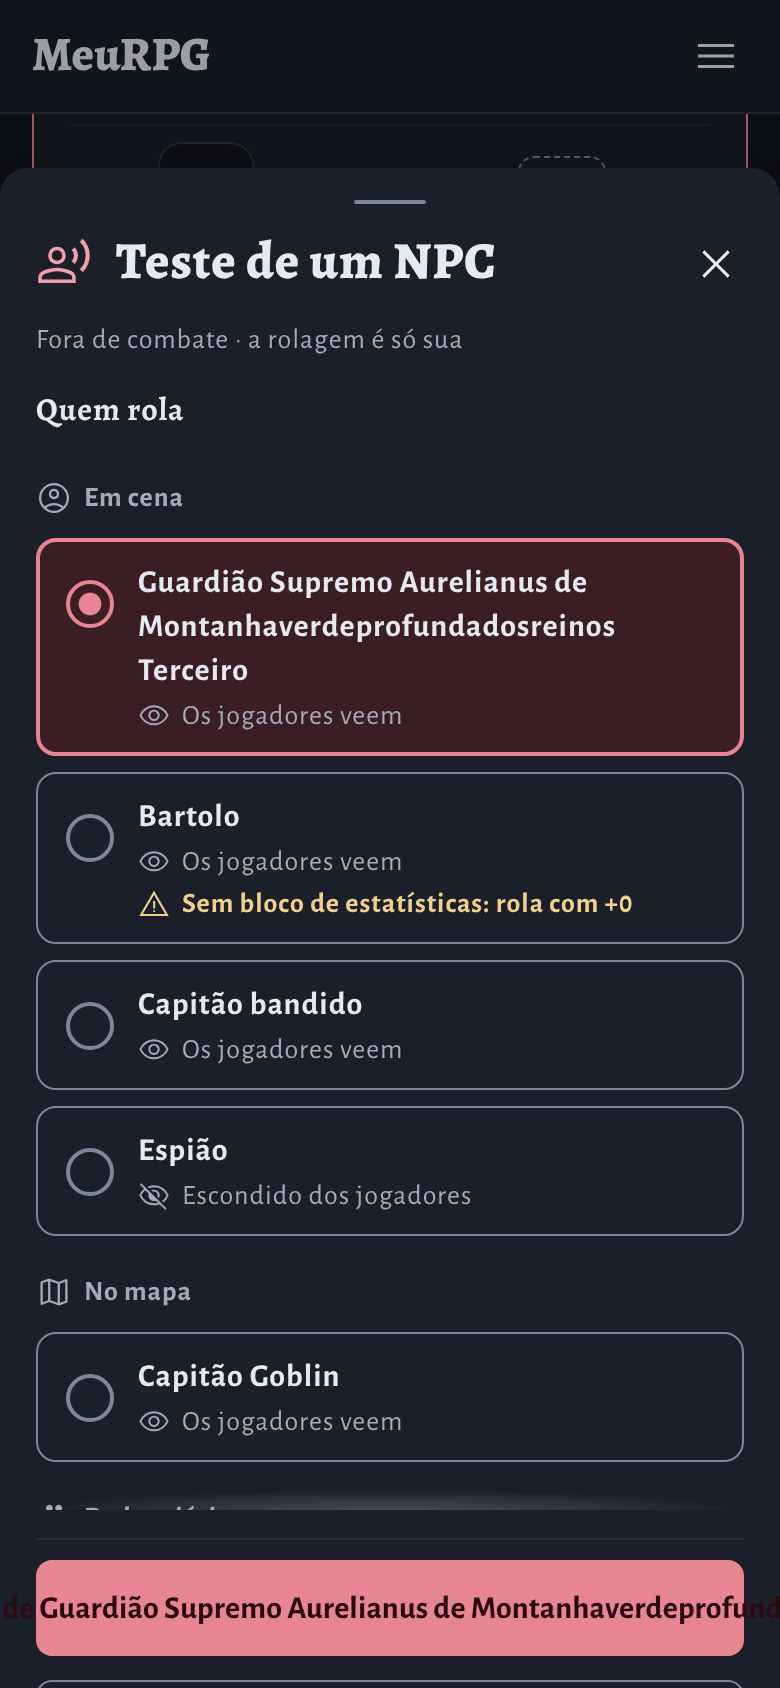 MeuRPG
Teste de um NPC
Fora de combate · a rolagem é só sua
Quem rola
Em cena
Guardião Supremo Aurelianus de
Montanhaverdeprofundadosreinos
Terceiro
Os jogadores veem
Bartolo
Os jogadores veem
Sem bloco de estatísticas: rola com +0
Capitão bandido
Os jogadores veem
Espião
Escondido dos jogadores
No mapa
Capitão Goblin
Os jogadores veem
de Guardião Supremo Aurelianus de Montanhaverdeprofund